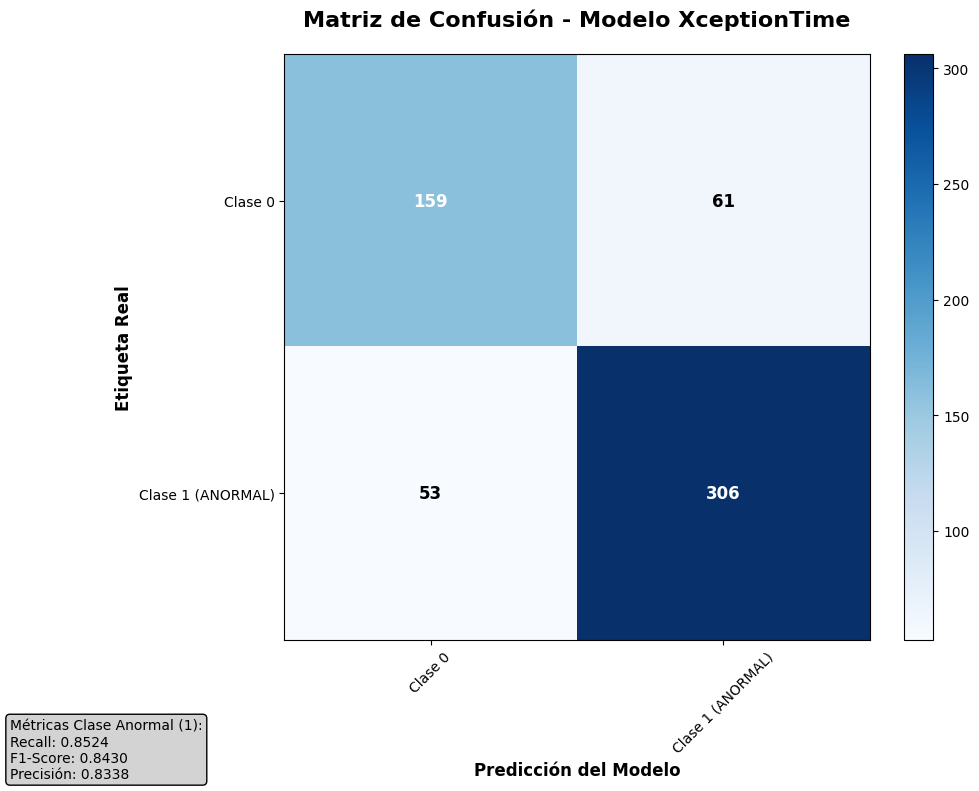 Matriz de Confusión - Modelo XceptionTime
300
250
200
150
100
Clase 0
159
61
Etiqueta Real
Clase 1 (ANORMAL)
53
306
Clase 0
Clase 1 (ANORMAL)
Predicción del Modelo
Métricas Clase Anormal (1):
Recall: 0.8524
F1-Score: 0.8430
Precisión: 0.8338